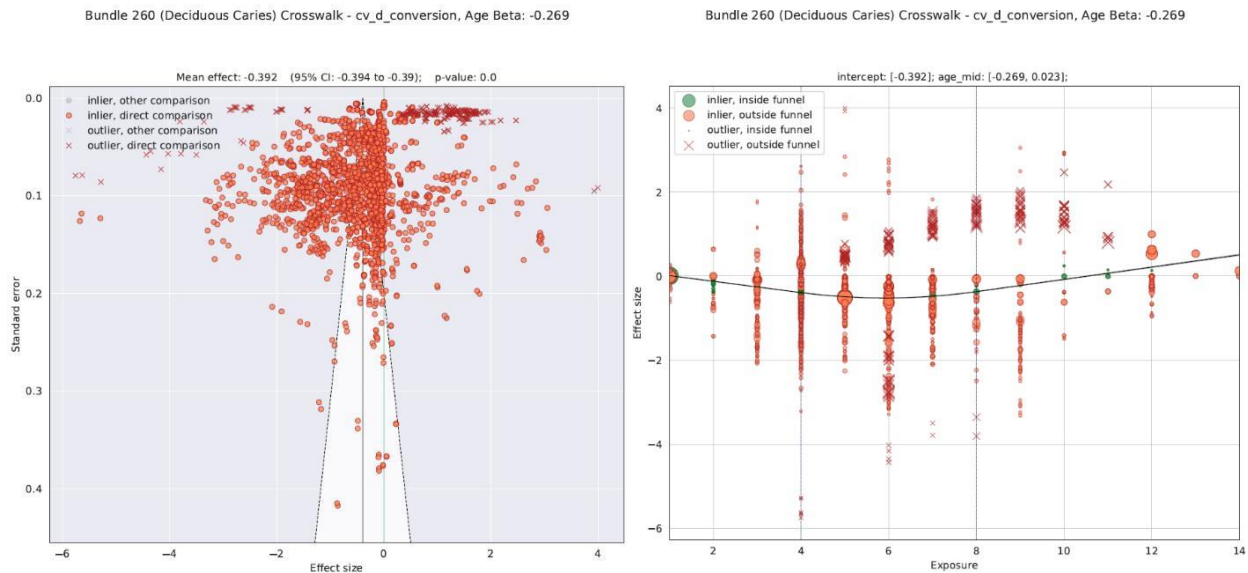 Bundle 260 (Deciduous Caries) Crosswalk - cv_d_conversion, Age Beta: -0.269
Mean effect: -0.392 (95% CI: -0.394 to -0.39); p-value: 0.0
inlier, other comparison
inlier, direct comparison
outlier, other comparison
outlier, direct comparison
0.0
0.1
0.2
0.3
0.4
Standard error
-6
-4
-2
0
2
4
Effect size
Bundle 260 (Deciduous Caries) Crosswalk - cv_d_conversion, Age Beta: -0.269
intercept: [-0.392]; age_mid: [-0.269, 0.023];
inlier, inside funnel
inlier, outside funnel
outlier, inside funnel
outlier, outside funnel
4
2
0
-2
-4
-6
Effect size
2
4
6
8
10
12
14
Exposure